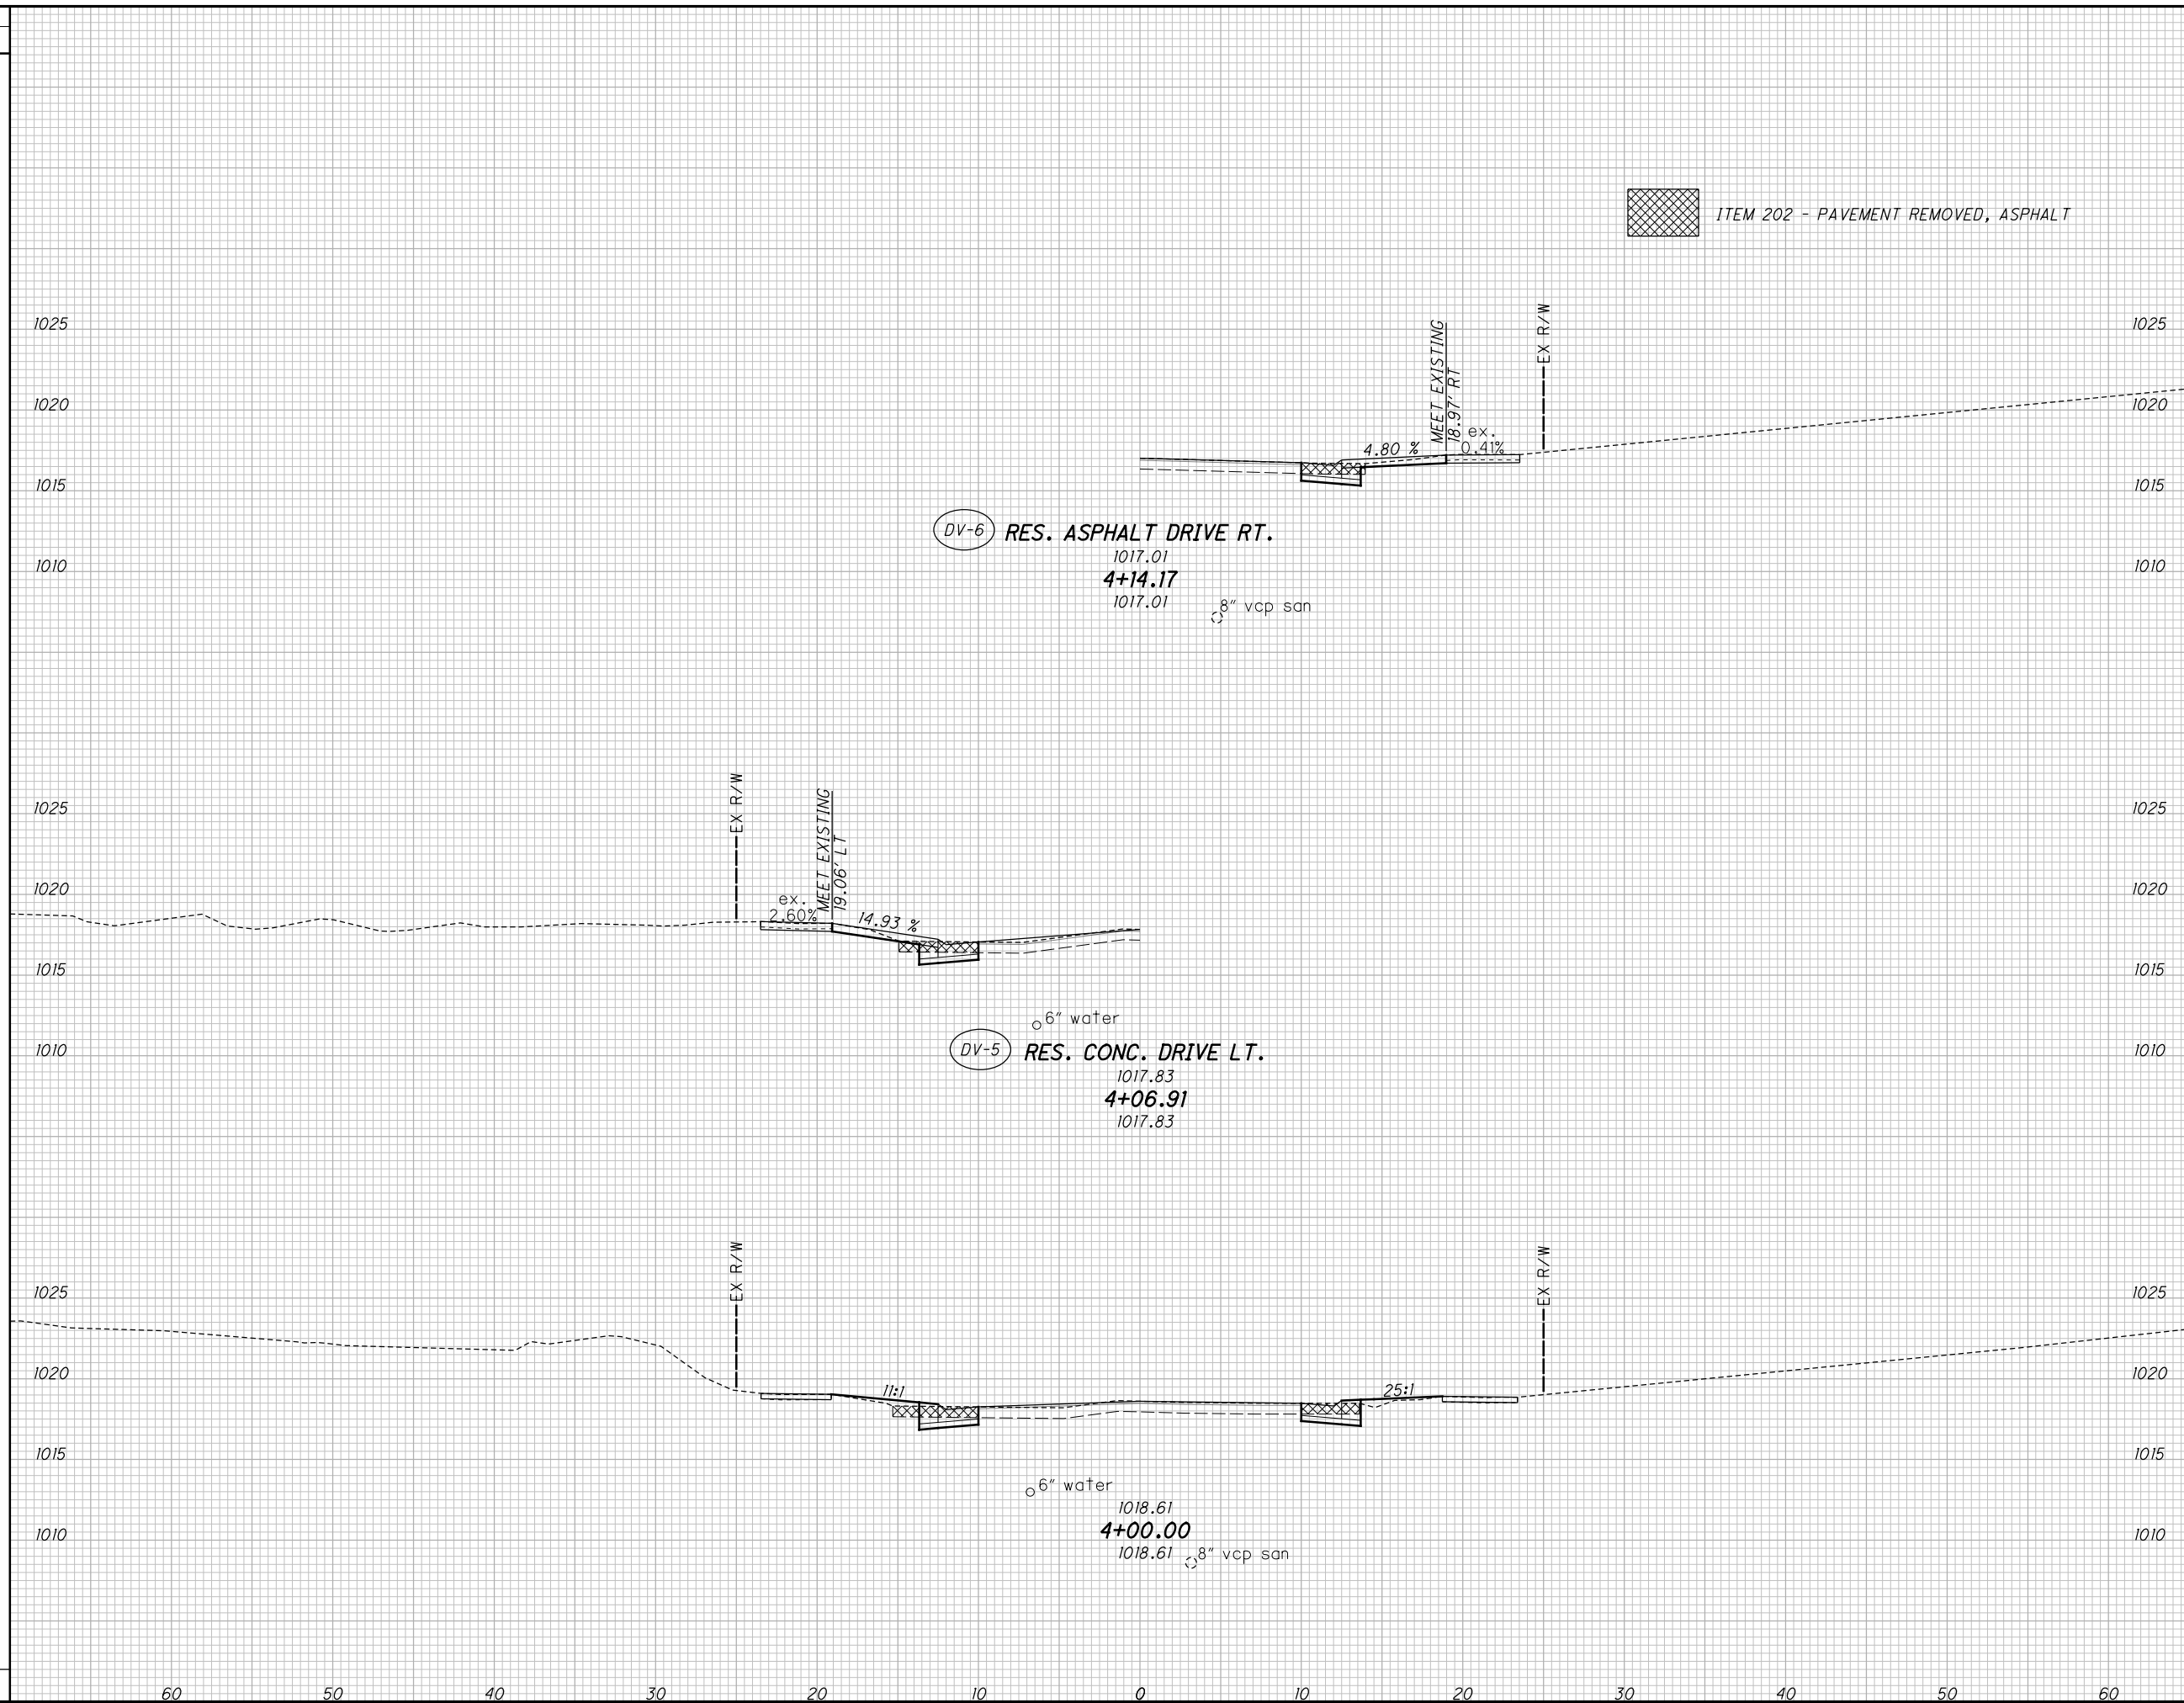 ITEM 202 - PAVEMENT REMOVED, ASPHALT
EX R/W
MEET EXISTING
18.97' RT
1025
1025
1020
1020
4.80 %
ex.
0.41%
1015
1015
DV-6
RES. ASPHALT DRIVE RT.
1017.01
4+14.17
1017.01
1010
1010
8" vcp san
EX R/W
MEET EXISTING
19.06' LT
1025
1025
1020
1020
ex.
2.60%
14.93 %
1015
1015
6" water
DV-5
RES. CONC. DRIVE LT.
1010
1010
1017.83
4+06.91
1017.83
EX R/W
EX R/W
1025
1025
1020
1020
11:1
25:1
1015
1015
6" water
1018.61
4+00.00
1018.61
1010
1010
8" vcp san
60 50 40 30 20 10 0 10 20 30 40 50 60